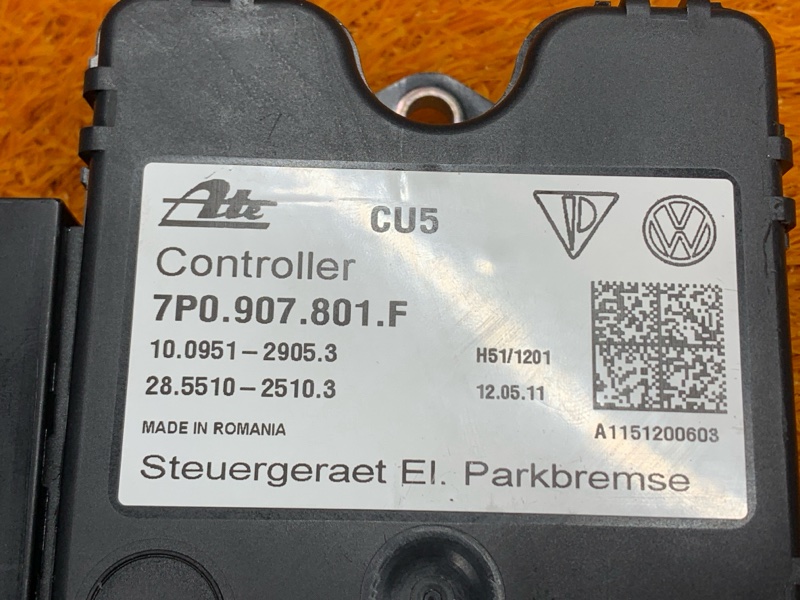 Ate CU5
Controller
7P0.907.801.F
10.0951-2905.3 H51/1201
28.5510-2510.3 12.05.11
MADE IN ROMANIA A1151200603
Steuergeraet El. Parkbremse